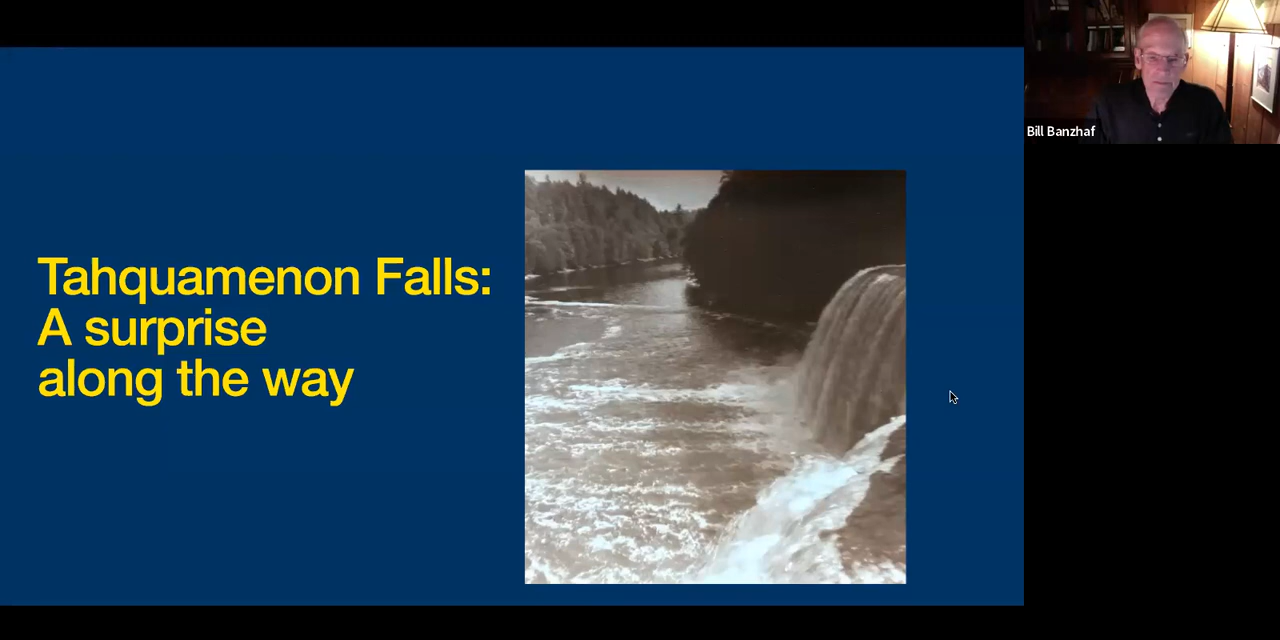 Tahquamenon Falls:
A surprise
along the way
Bill Banzhaf